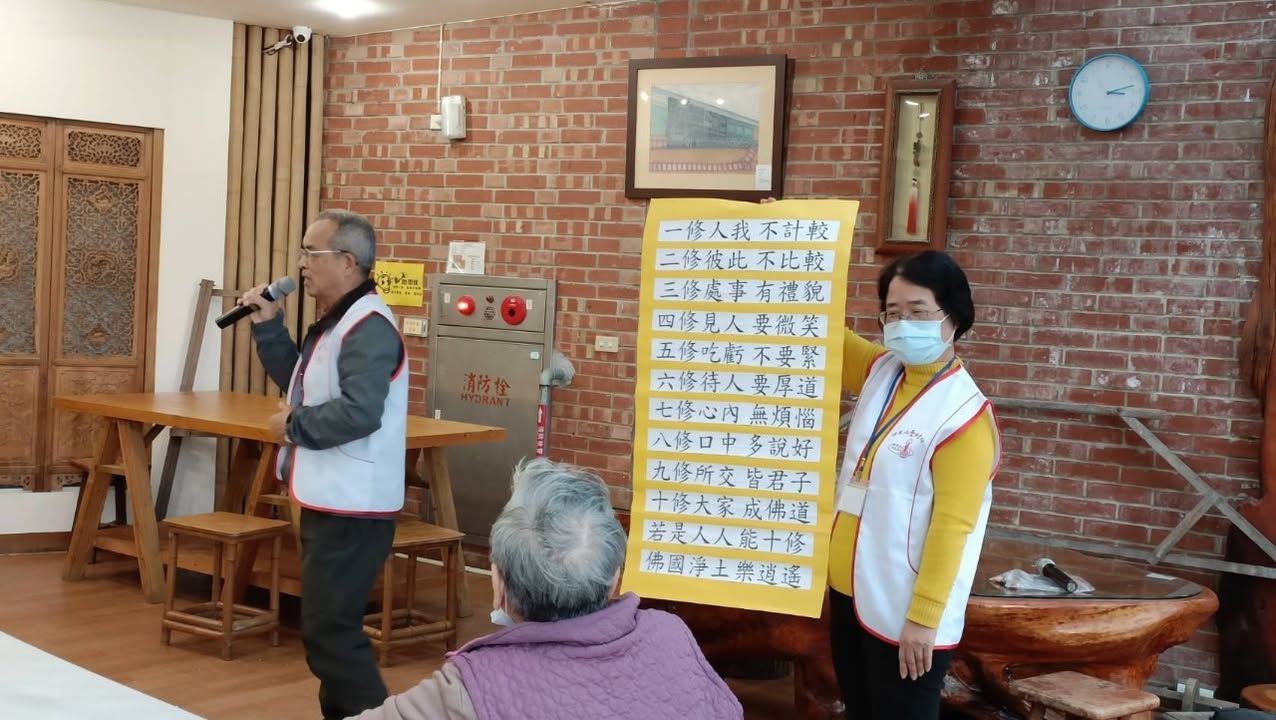 一修人我 不計較
二修彼此 不比較
三修處事 有禮貌
四修見人 要微笑
五修吃虧 不要緊
六修待人 要厚道
七修心內 無煩惱
八修口中 多說好
九修所交 皆君子
十修大家 成佛道
若是人人 能十修
佛國淨土 樂逍遙
消防栓
HYDRANT